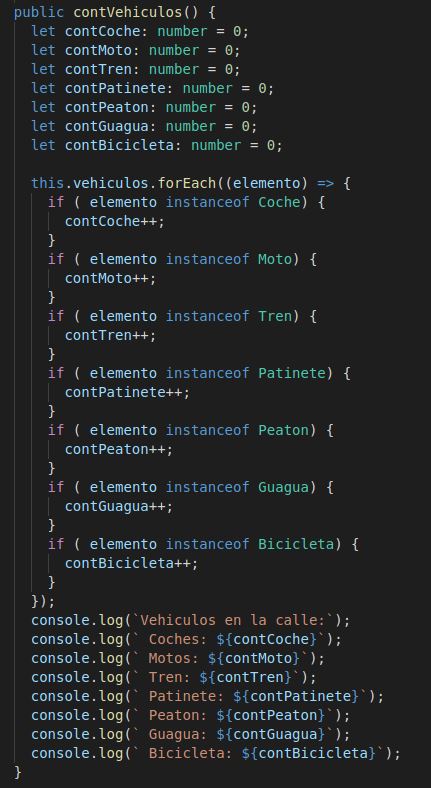 public contVehiculos() {
let contCoche: number = 0;
let contMoto: number = 0;
let contTren: number = 0;
let contPatinete: number = 0;
let contPeaton: number = 0;
let contGuagua: number = 0;
let contBicicleta: number = 0;
this.vehiculos.forEach((elemento) => {
if ( elemento instanceof Coche) {
contCoche++;
}
if ( elemento instanceof Moto) {
contMoto++;
}
if ( elemento instanceof Tren) {
contTren++;
}
if ( elemento instanceof Patinete) {
contPatinete++;
}
if ( elemento instanceof Peaton) {
contPeaton++;
}
if ( elemento instanceof Guagua) {
contGuagua++;
}
if ( elemento instanceof Bicicleta) {
contBicicleta++;
}
});
console.log(`Vehiculos en la calle:`);
console.log(` Coches: ${contCoche}`);
console.log(` Motos: ${contMoto}`);
console.log(` Tren: ${contTren}`);
console.log(` Patinete: ${contPatinete}`);
console.log(` Peaton: ${contPeaton}`);
console.log(` Guagua: ${contGuagua}`);
console.log(` Bicicleta: ${contBicicleta}`);
}